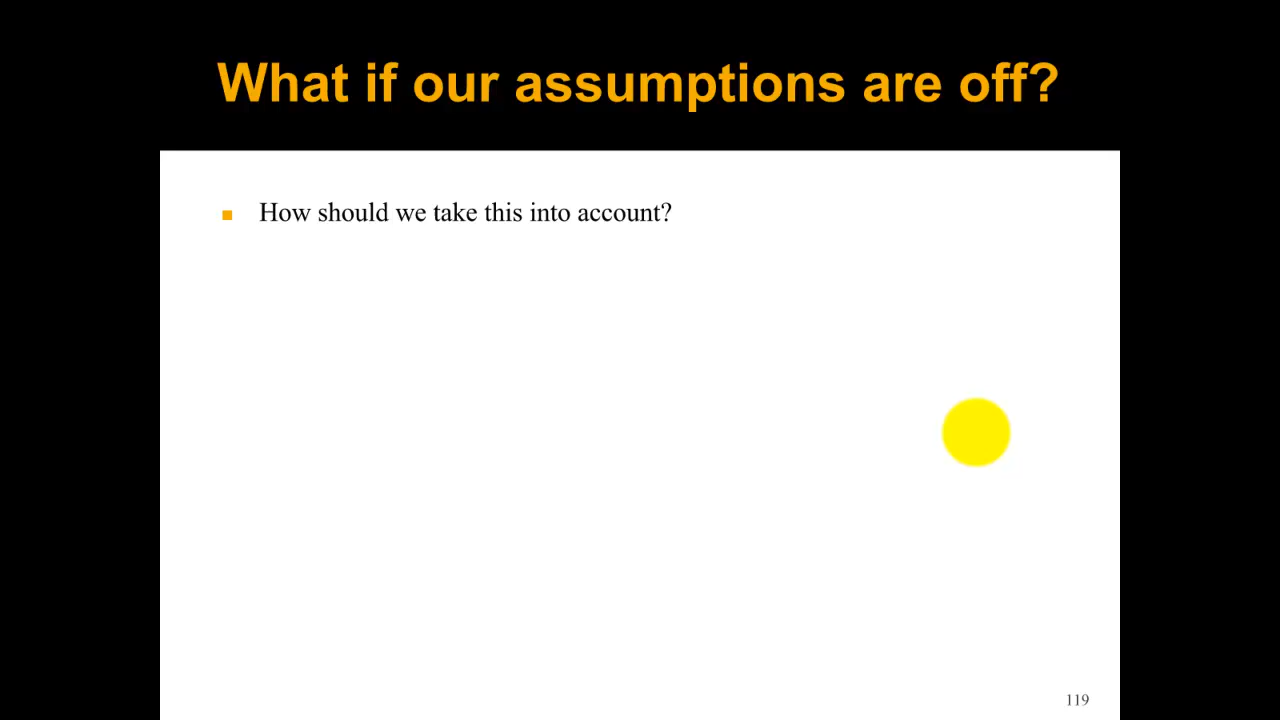 What if our assumptions are off?
How should we take this into account?
119